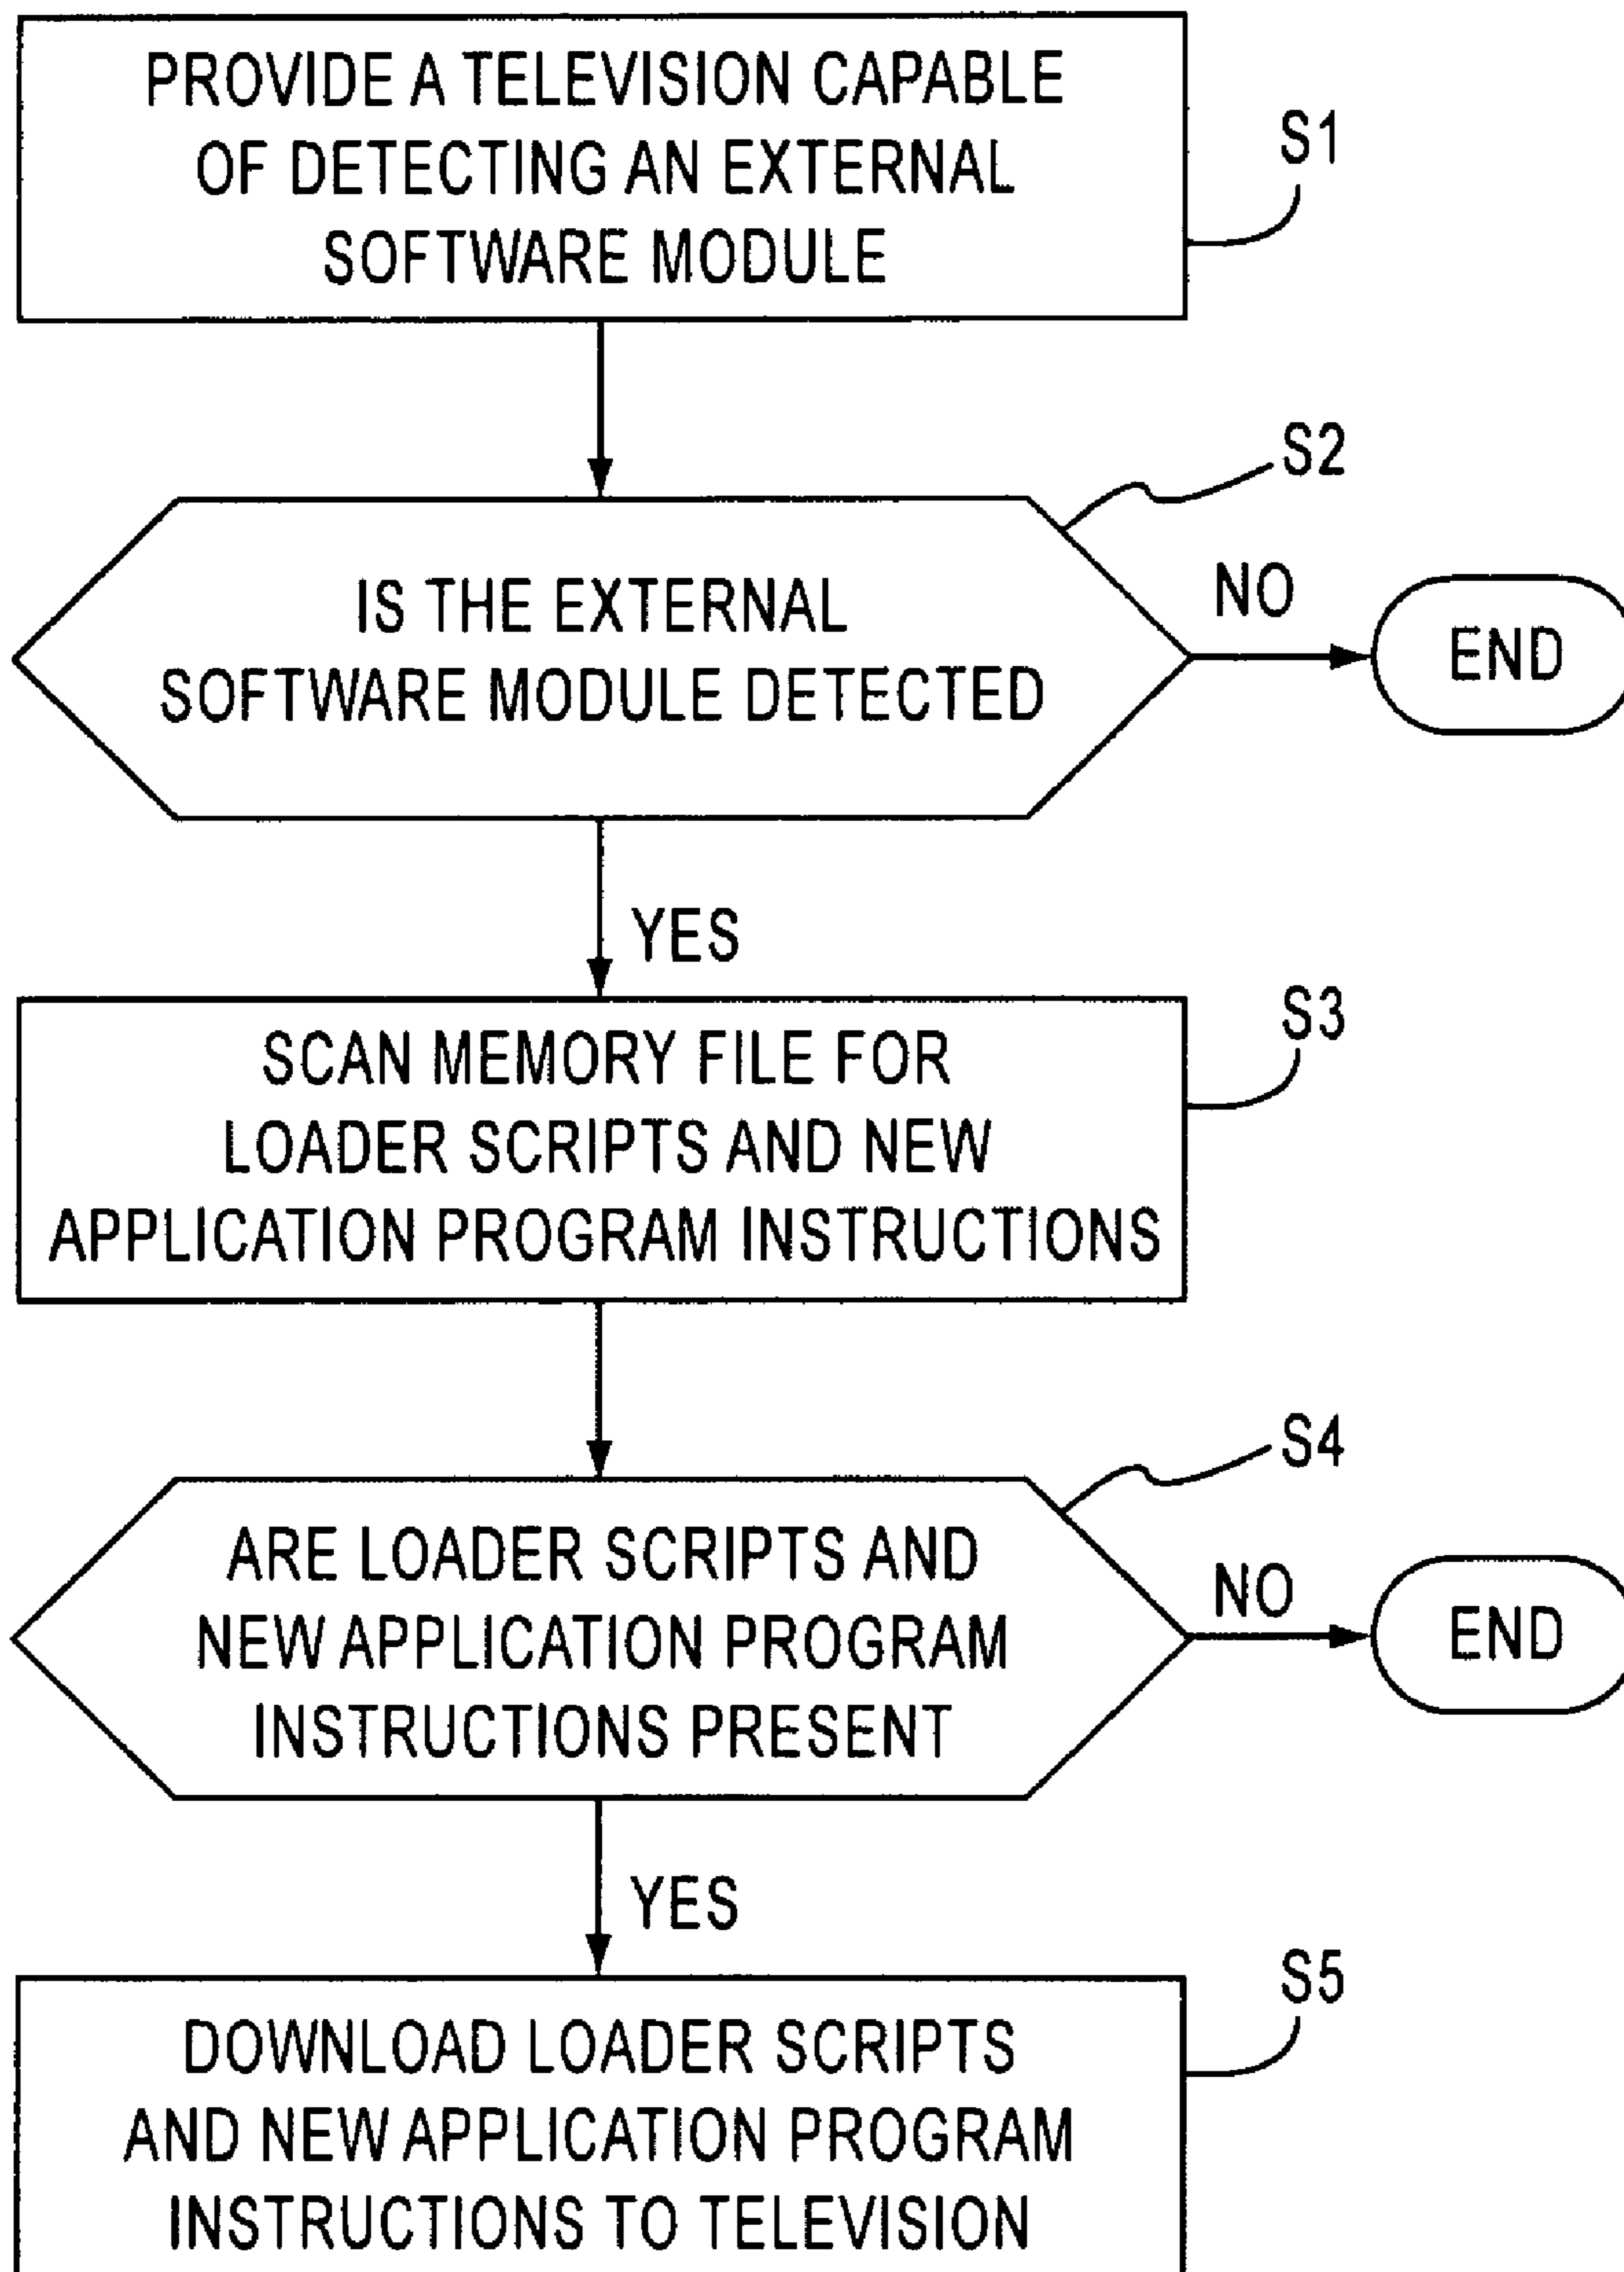 PROVIDE A TELEVISION CAPABLE
OF DETECTING AN EXTERNAL
SOFTWARE MODULE
S1
S2
IS THE EXTERNAL
SOFTWARE MODULE DETECTED
NO
END
YES
S3
SCAN MEMORY FILE FOR
LOADER SCRIPTS AND NEW
APPLICATION PROGRAM INSTRUCTIONS
S4
ARE LOADER SCRIPTS AND
NEW APPLICATION PROGRAM
INSTRUCTIONS PRESENT
NO
END
YES
S5
DOWNLOAD LOADER SCRIPTS
AND NEW APPLICATION PROGRAM
INSTRUCTIONS TO TELEVISION